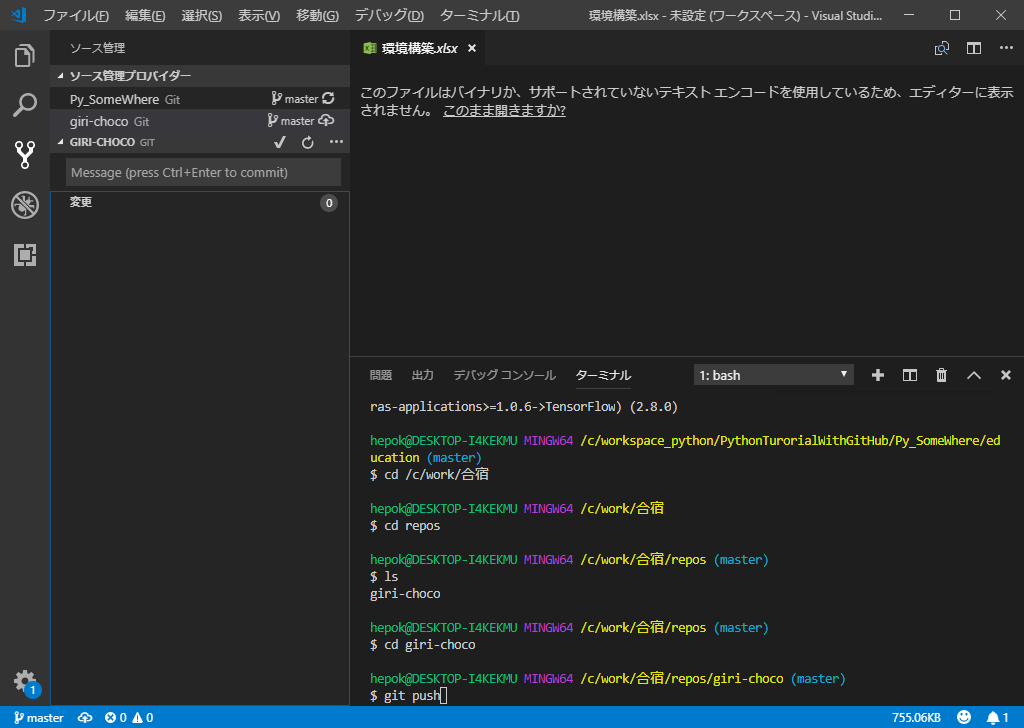 ファイル(F) 編集(E) 選択(S) 表示(V) 移動(G) デバッグ(D) ターミナル(T) 環境構築.xlsx - 未設定 (ワークスペース) - Visual Studi...
ソース管理
ソース管理プロバイダー
Py_SomeWhere Git master
giri-choco Git master
GIRI-CHOCO GIT
Message (press Ctrl+Enter to commit)
変更 0
1
環境構築.xlsx
このファイルはバイナリか、サポートされていないテキスト エンコードを使用しているため、エディターに表示
されません。 このまま開きますか?
問題 出力 デバッグ コンソール ターミナル 1: bash
ras-applications>=1.0.6->TensorFlow) (2.8.0)
hepok@DESKTOP-I4KEKMU MINGW64 /c/workspace_python/PythonTurorialWithGitHub/Py_SomeWhere/ed
ucation (master)
$ cd /c/work/合宿
hepok@DESKTOP-I4KEKMU MINGW64 /c/work/合宿
$ cd repos
hepok@DESKTOP-I4KEKMU MINGW64 /c/work/合宿/repos (master)
$ ls
giri-choco
hepok@DESKTOP-I4KEKMU MINGW64 /c/work/合宿/repos (master)
$ cd giri-choco
hepok@DESKTOP-I4KEKMU MINGW64 /c/work/合宿/repos/giri-choco (master)
$ git push
master 0 0 755.06KB 1